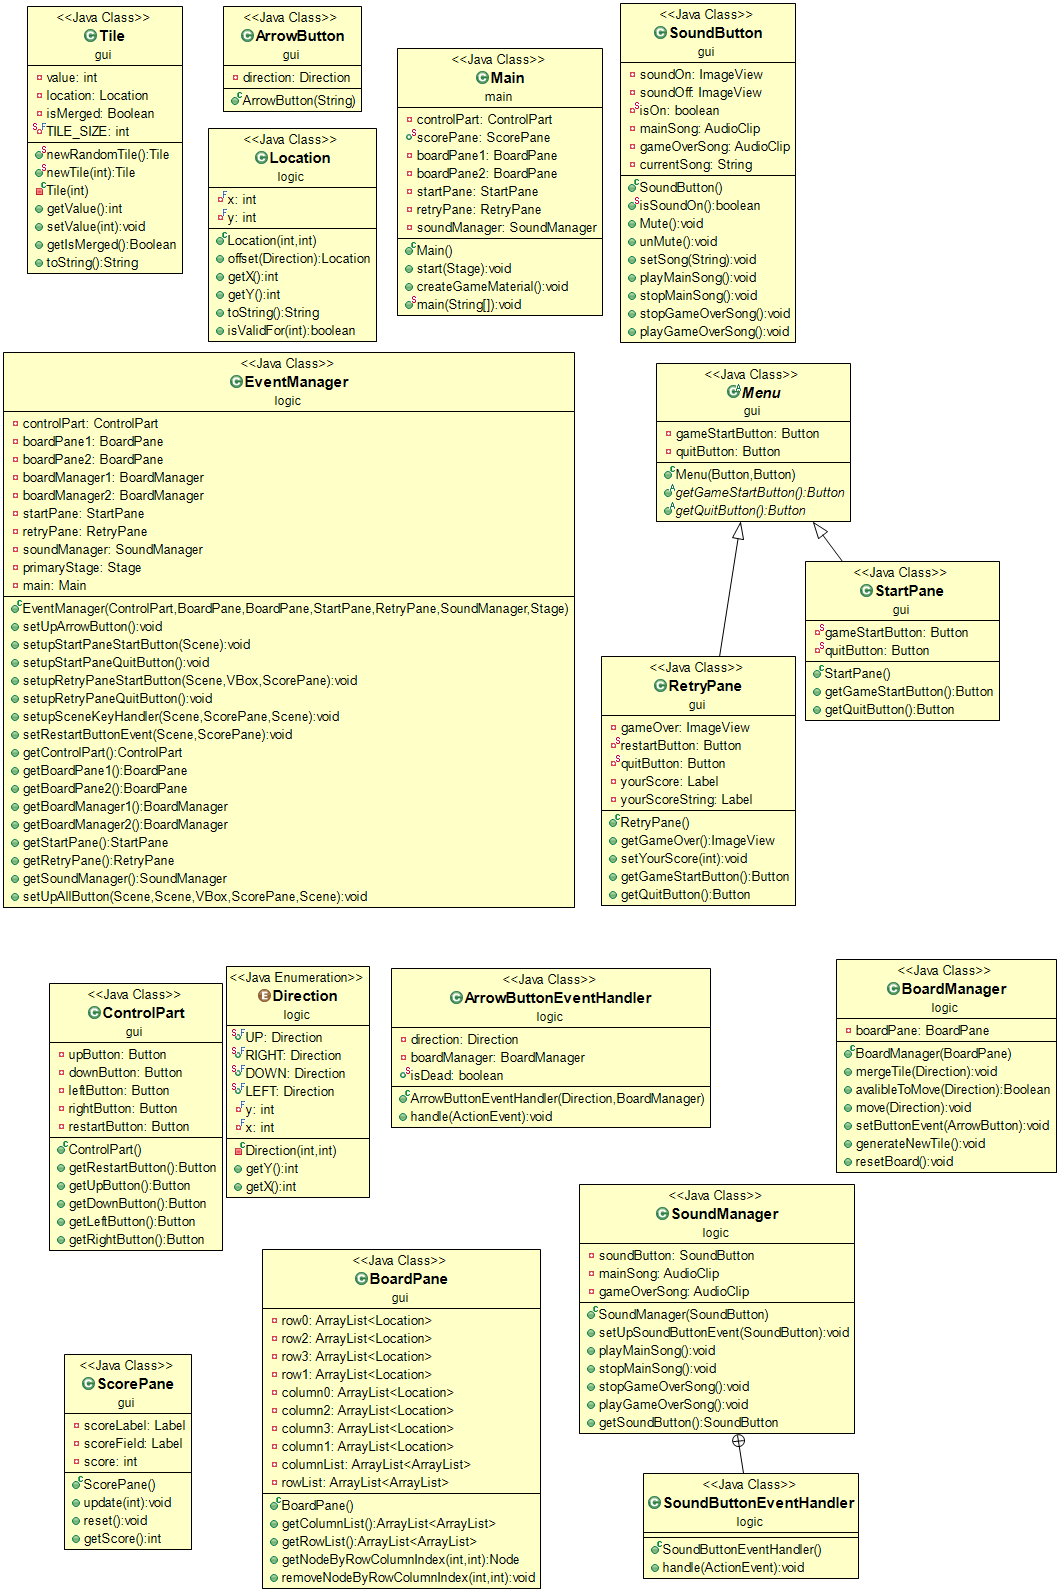 <<Java Class>>
Tile
gui
value: int
location: Location
isMerged: Boolean
TILE_SIZE: int
newRandomTile():Tile
newTile(int):Tile
Tile(int)
getValue():int
setValue(int):void
getIsMerged():Boolean
toString():String
<<Java Class>>
ArrowButton
gui
direction: Direction
ArrowButton(String)
<<Java Class>>
Location
logic
x: int
y: int
Location(int,int)
offset(Direction):Location
getX():int
getY():int
toString():String
isValidFor(int):boolean
<<Java Class>>
Main
main
controlPart: ControlPart
scorePane: ScorePane
boardPane1: BoardPane
boardPane2: BoardPane
startPane: StartPane
retryPane: RetryPane
soundManager: SoundManager
Main()
start(Stage):void
createGameMaterial():void
main(String[]):void
<<Java Class>>
SoundButton
gui
soundOn: ImageView
soundOff: ImageView
isOn: boolean
mainSong: AudioClip
gameOverSong: AudioClip
currentSong: String
SoundButton()
isSoundOn():boolean
Mute():void
unMute():void
setSong(String):void
playMainSong():void
stopMainSong():void
stopGameOverSong():void
playGameOverSong():void
<<Java Class>>
EventManager
logic
controlPart: ControlPart
boardPane1: BoardPane
boardPane2: BoardPane
boardManager1: BoardManager
boardManager2: BoardManager
startPane: StartPane
retryPane: RetryPane
soundManager: SoundManager
primaryStage: Stage
main: Main
EventManager(ControlPart,BoardPane,BoardPane,StartPane,RetryPane,SoundManager,Stage)
setUpArrowButton():void
setupStartPaneStartButton(Scene):void
setupStartPaneQuitButton():void
setupRetryPaneStartButton(Scene,VBox,ScorePane):void
setupRetryPaneQuitButton():void
setupSceneKeyHandler(Scene,ScorePane,Scene):void
setRestartButtonEvent(Scene,ScorePane):void
getControlPart():ControlPart
getBoardPane1():BoardPane
getBoardPane2():BoardPane
getBoardManager1():BoardManager
getBoardManager2():BoardManager
getStartPane():StartPane
getRetryPane():RetryPane
getSoundManager():SoundManager
setUpAllButton(Scene,Scene,VBox,ScorePane,Scene):void
<<Java Class>>
Menu
gui
gameStartButton: Button
quitButton: Button
Menu(Button,Button)
getGameStartButton():Button
getQuitButton():Button
<<Java Class>>
StartPane
gui
gameStartButton: Button
quitButton: Button
StartPane()
getGameStartButton():Button
getQuitButton():Button
<<Java Class>>
RetryPane
gui
gameOver: ImageView
restartButton: Button
quitButton: Button
yourScore: Label
yourScoreString: Label
RetryPane()
getGameOver():ImageView
setYourScore(int):void
getGameStartButton():Button
getQuitButton():Button
<<Java Class>>
ControlPart
gui
upButton: Button
downButton: Button
leftButton: Button
rightButton: Button
restartButton: Button
ControlPart()
getRestartButton():Button
getUpButton():Button
getDownButton():Button
getLeftButton():Button
getRightButton():Button
<<Java Enumeration>>
Direction
logic
UP: Direction
RIGHT: Direction
DOWN: Direction
LEFT: Direction
y: int
x: int
Direction(int,int)
getY():int
getX():int
<<Java Class>>
ArrowButtonEventHandler
logic
direction: Direction
boardManager: BoardManager
isDead: boolean
ArrowButtonEventHandler(Direction,BoardManager)
handle(ActionEvent):void
<<Java Class>>
BoardManager
logic
boardPane: BoardPane
BoardManager(BoardPane)
mergeTile(Direction):void
avalibleToMove(Direction):Boolean
move(Direction):void
setButtonEvent(ArrowButton):void
generateNewTile():void
resetBoard():void
<<Java Class>>
SoundManager
logic
soundButton: SoundButton
mainSong: AudioClip
gameOverSong: AudioClip
SoundManager(SoundButton)
setUpSoundButtonEvent(SoundButton):void
playMainSong():void
stopMainSong():void
stopGameOverSong():void
playGameOverSong():void
getSoundButton():SoundButton
<<Java Class>>
BoardPane
gui
row0: ArrayList<Location>
row2: ArrayList<Location>
row3: ArrayList<Location>
row1: ArrayList<Location>
column0: ArrayList<Location>
column2: ArrayList<Location>
column3: ArrayList<Location>
column1: ArrayList<Location>
columnList: ArrayList<ArrayList>
rowList: ArrayList<ArrayList>
BoardPane()
getColumnList():ArrayList<ArrayList>
getRowList():ArrayList<ArrayList>
getNodeByRowColumnIndex(int,int):Node
removeNodeByRowColumnIndex(int,int):void
<<Java Class>>
ScorePane
gui
scoreLabel: Label
scoreField: Label
score: int
ScorePane()
update(int):void
reset():void
getScore():int
<<Java Class>>
SoundButtonEventHandler
logic
SoundButtonEventHandler()
handle(ActionEvent):void